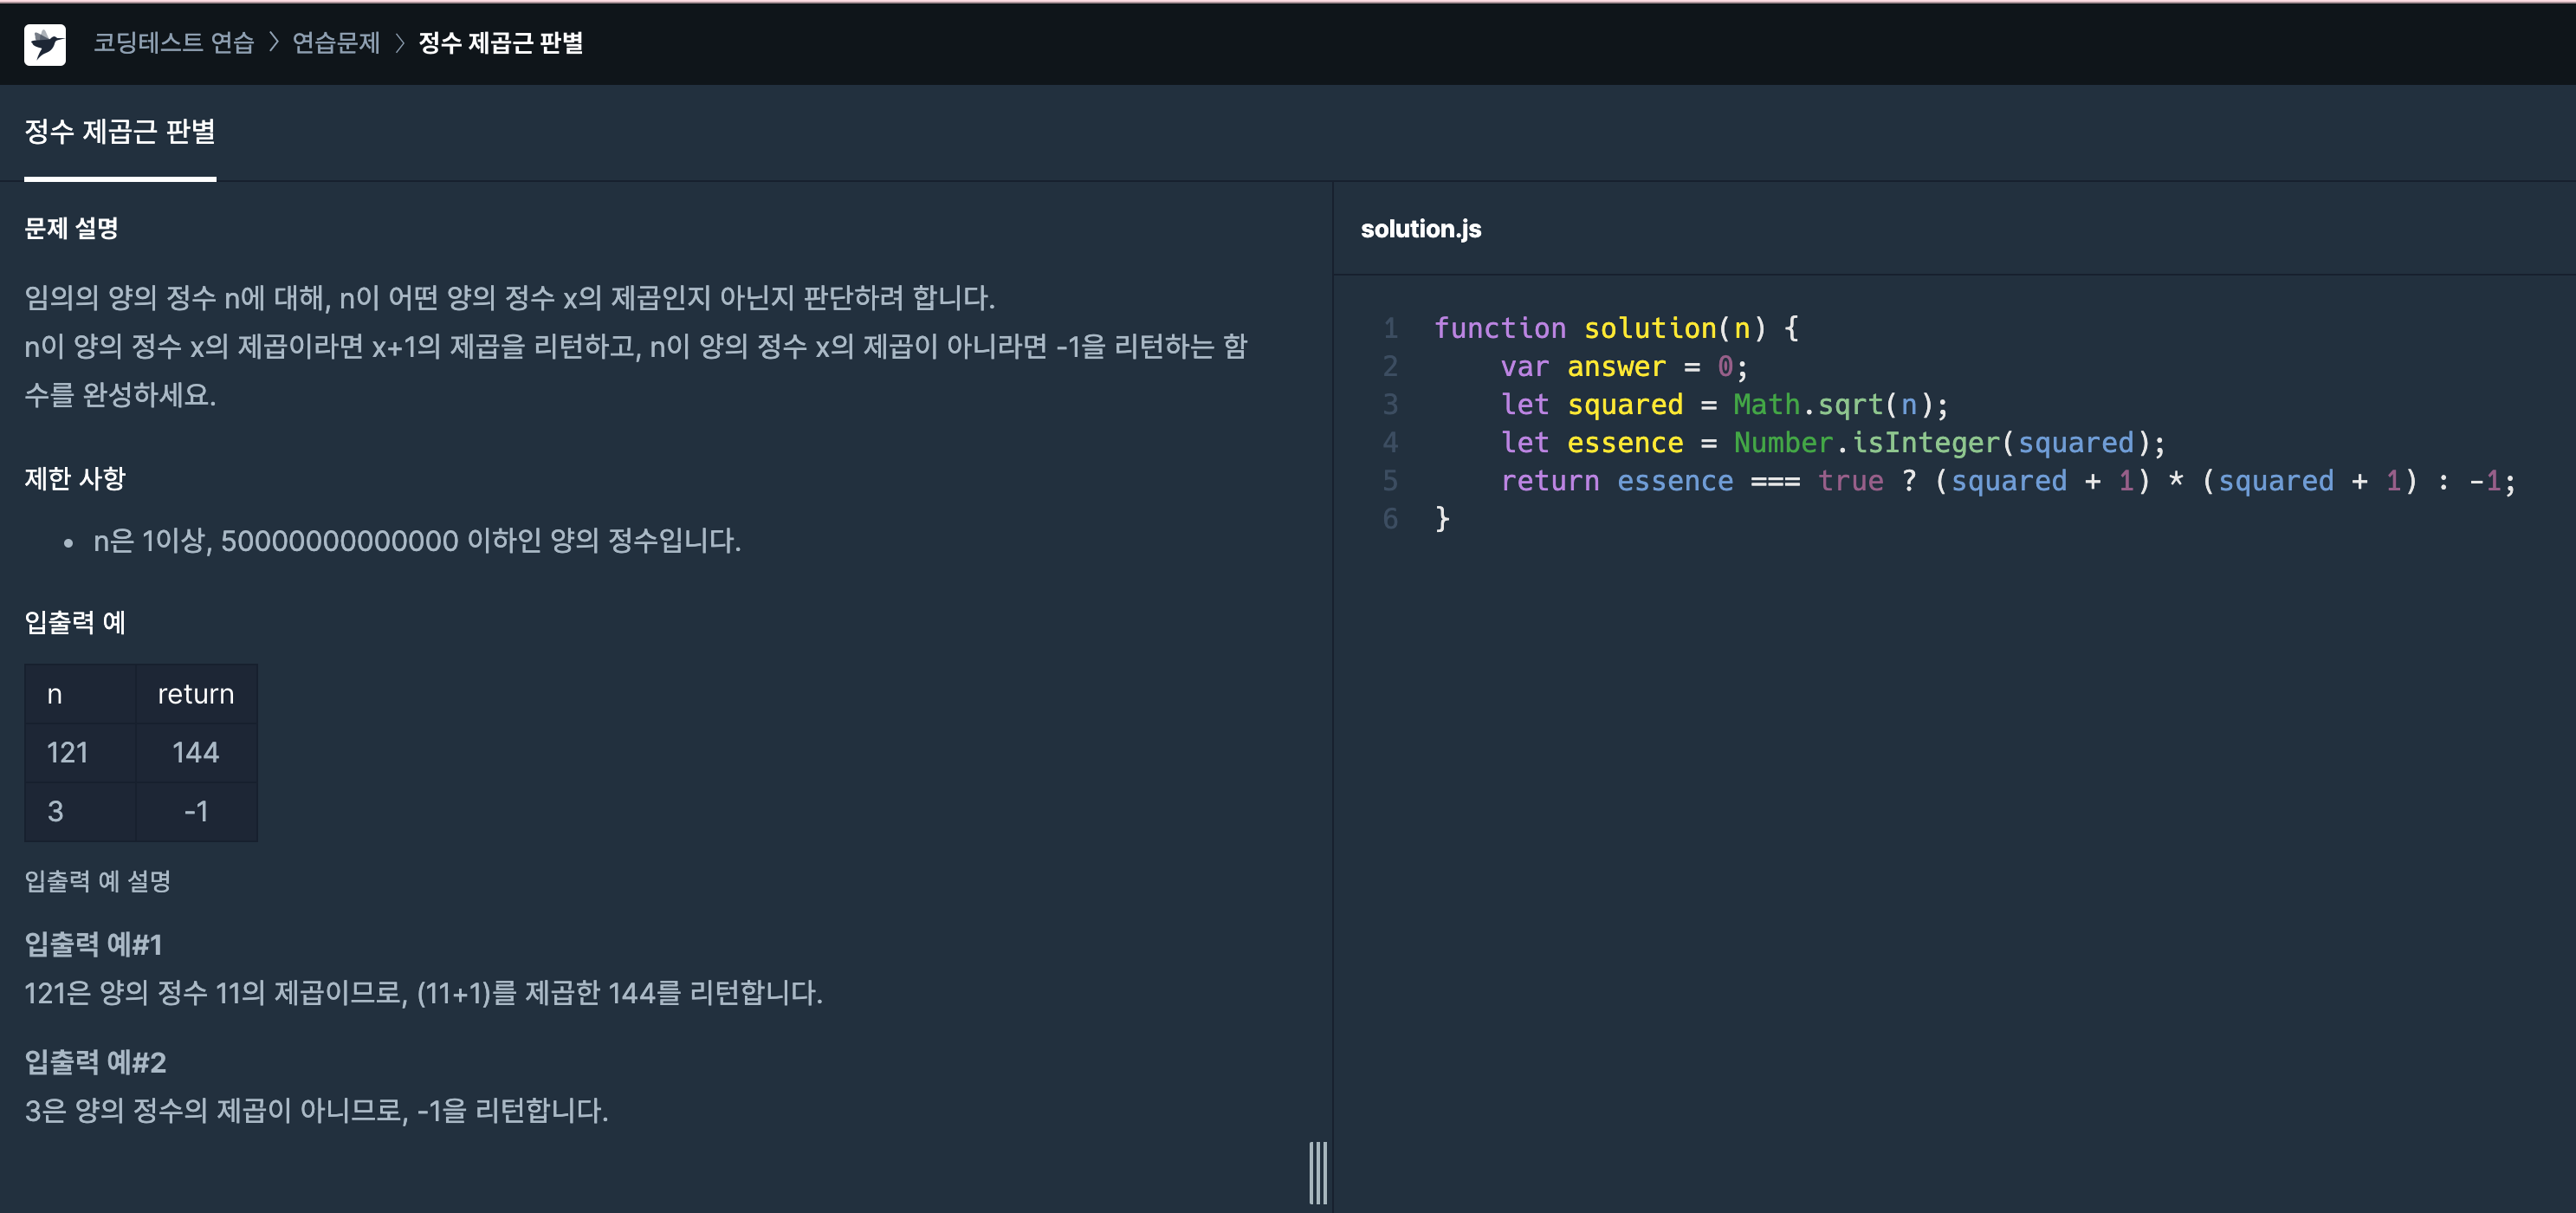 코딩테스트 연습 > 연습문제 > 정수 제곱근 판별
정수 제곱근 판별
문제 설명
임의의 양의 정수 n에 대해, n이 어떤 양의 정수 x의 제곱인지 아닌지 판단하려 합니다.
n이 양의 정수 x의 제곱이라면 x+1의 제곱을 리턴하고, n이 양의 정수 x의 제곱이 아니라면 -1을 리턴하는 함
수를 완성하세요.
제한 사항
• n은 1이상, 50000000000000 이하인 양의 정수입니다.
입출력 예
n return
121 144
3 -1
입출력 예 설명
입출력 예#1
121은 양의 정수 11의 제곱이므로, (11+1)를 제곱한 144를 리턴합니다.
입출력 예#2
3은 양의 정수의 제곱이 아니므로, -1을 리턴합니다.
solution.js
1 function solution(n) {
2     var answer = 0;
3     let squared = Math.sqrt(n);
4     let essence = Number.isInteger(squared);
5     return essence === true ? (squared + 1) * (squared + 1) : -1;
6 }